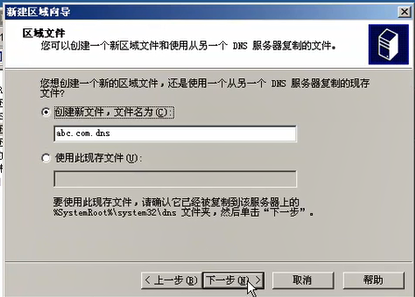 新建区域向导
区域文件
您可以创建一个新区域文件和使用从另一个 DNS 服务器复制的文件。
您想创建一个新的区域文件，还是使用一个从另一个 DNS 服务器复制的现存
文件?
创建新文件，文件名为(C):
abc.com.dns
使用此现存文件(U):
要使用此现存文件，请确认它已经被复制到该服务器上的
%SystemRoot%\system32\dns 文件夹，然后单击“下一步”。
<上一步(B) 下一步(N)> 取消 帮助